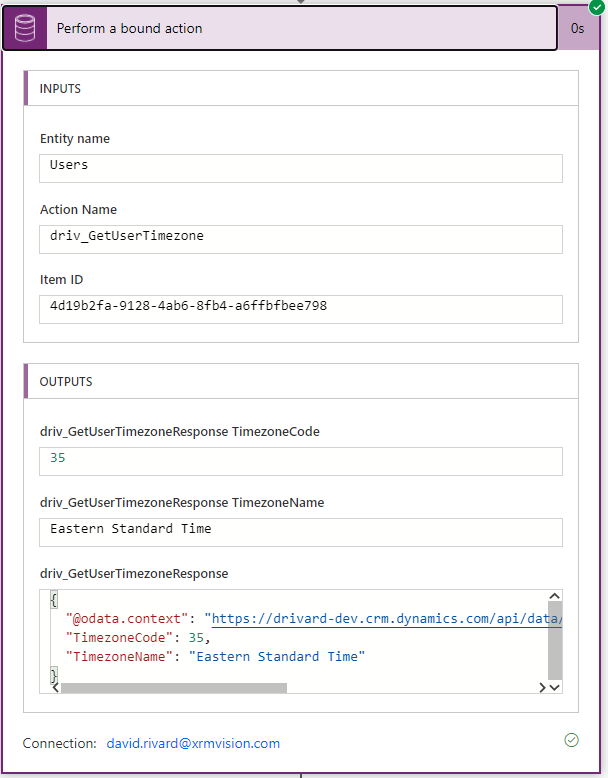 Perform a bound action
0s
INPUTS
Entity name
Users
Action Name
driv_GetUserTimezone
Item ID
4d19b2fa-9128-4ab6-8fb4-a6ffbfbee798
OUTPUTS
driv_GetUserTimezoneResponse TimezoneCode
35
driv_GetUserTimezoneResponse TimezoneName
Eastern Standard Time
driv_GetUserTimezoneResponse
{
"@odata.context": "https://drivard-dev.crm.dynamics.com/api/data/
"TimezoneCode": 35,
"TimezoneName": "Eastern Standard Time"
}
Connection: david.rivard@xrmvision.com